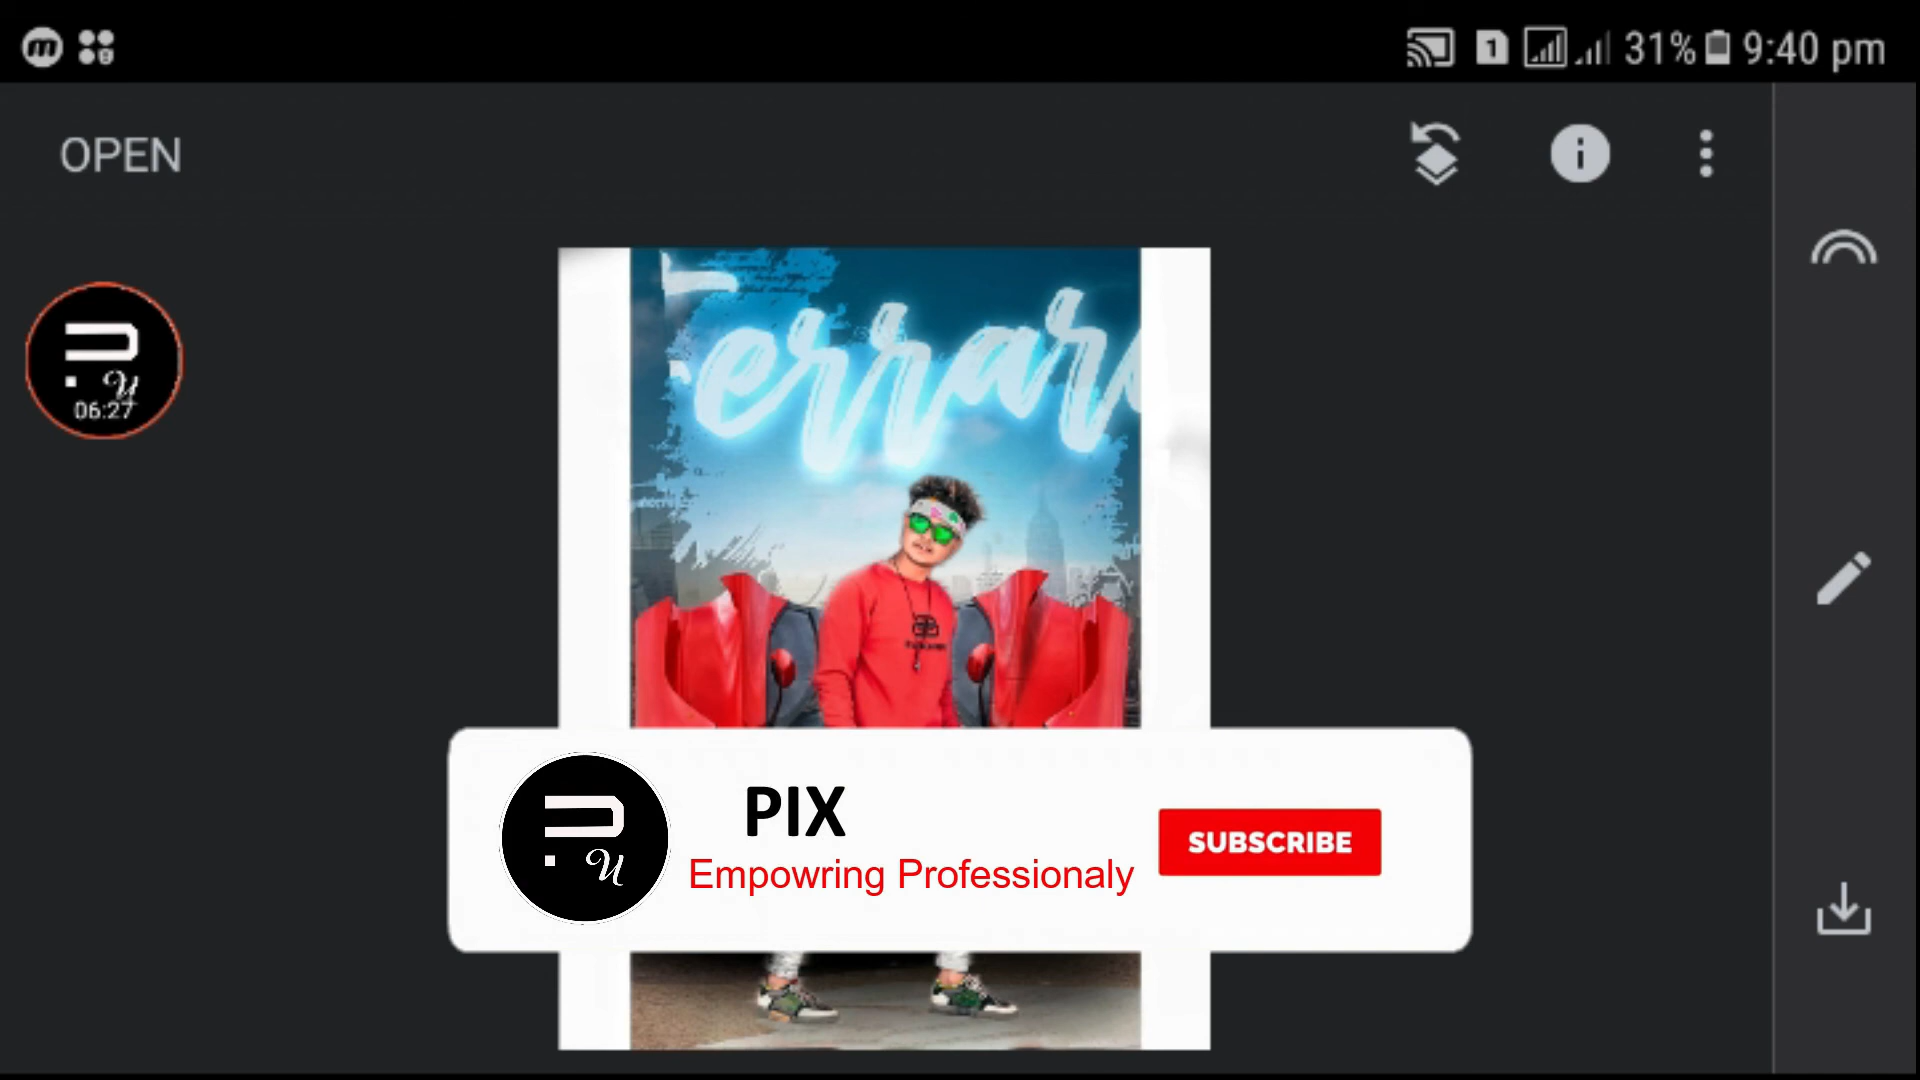 31% 9:40 pm
OPEN
errar
06:27
PIX
Empowring Professionaly
SUBSCRIBE